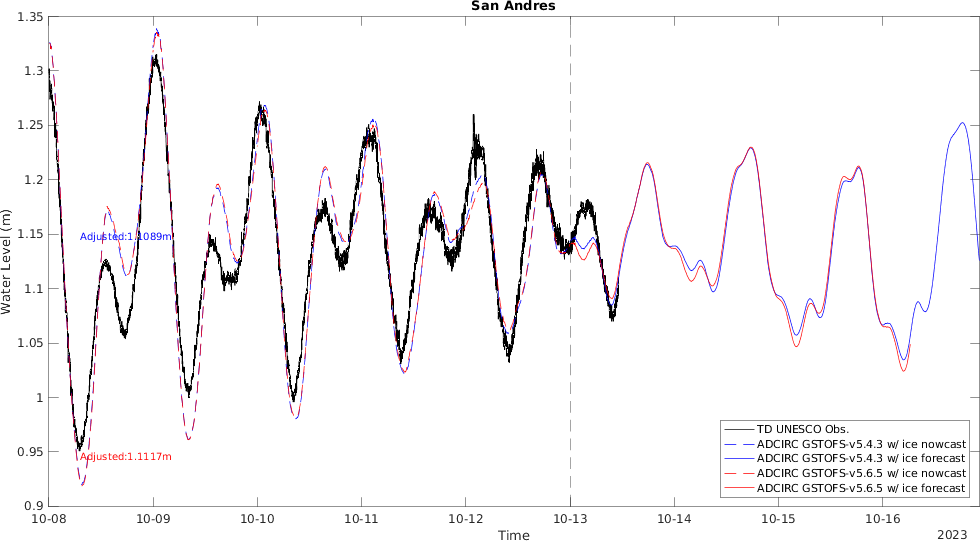 San Andres
1.35
1.3
1.25
1.2
1.15
1.1
1.05
1
0.95
0.9
Water Level (m)
Adjusted:1.1089m
Adjusted:1.1117m
TD UNESCO Obs.
ADCIRC GSTOFS-v5.4.3 w/ ice nowcast
ADCIRC GSTOFS-v5.4.3 w/ ice forecast
ADCIRC GSTOFS-v5.6.5 w/ ice nowcast
ADCIRC GSTOFS-v5.6.5 w/ ice forecast
10-08 10-09 10-10 10-11 10-12 10-13 10-14 10-15 10-16
Time
2023